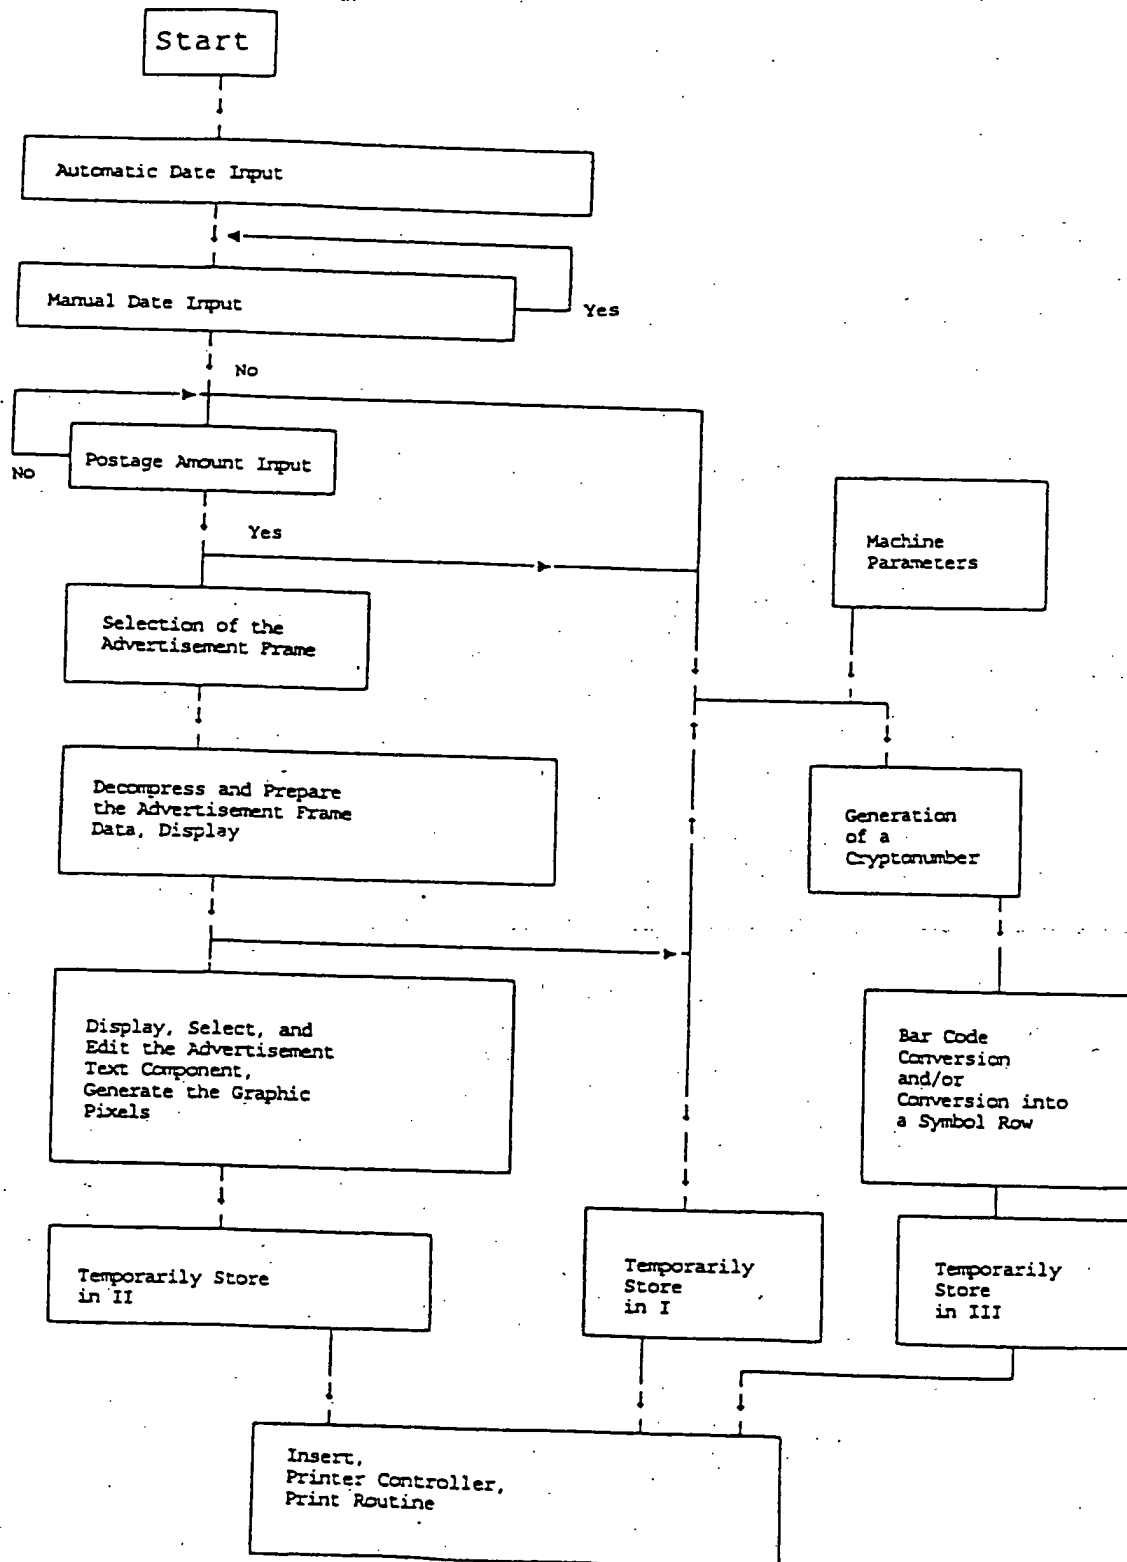 Start
Automatic Date Input
Manual Date Input
Yes
No
Postage Amount Input
No
Yes
Machine
Parameters
Selection of the
Advertisement Frame
Decompress and Prepare
the Advertisement Frame
Data, Display
Generation
of a
Cryptonumber
Display, Select, and
Edit the Advertisement
Text Component,
Generate the Graphic
Pixels
Bar Code
Conversion
and/or
Conversion into
a Symbol Row
Temporarily Store
in II
Temporarily
Store
in I
Temporarily
Store
in III
Insert,
Printer Controller,
Print Routine